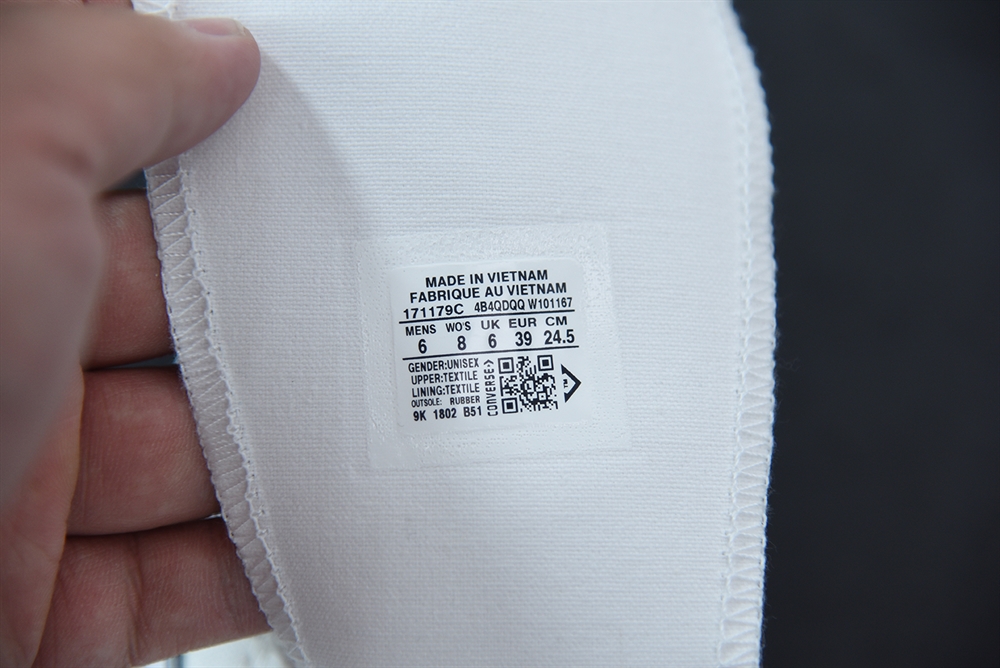 MADE IN VIETNAM
FABRIQUE AU VIETNAM
171179C 4B4QDQQ W101167
MENS WO'S UK EUR CM
6 8 6 39 24.5
GENDER:UNISEX
UPPER:TEXTILE
LINING:TEXTILE
OUTSOLE: RUBBER
9K 1802 B51
CONVERSE>
TM